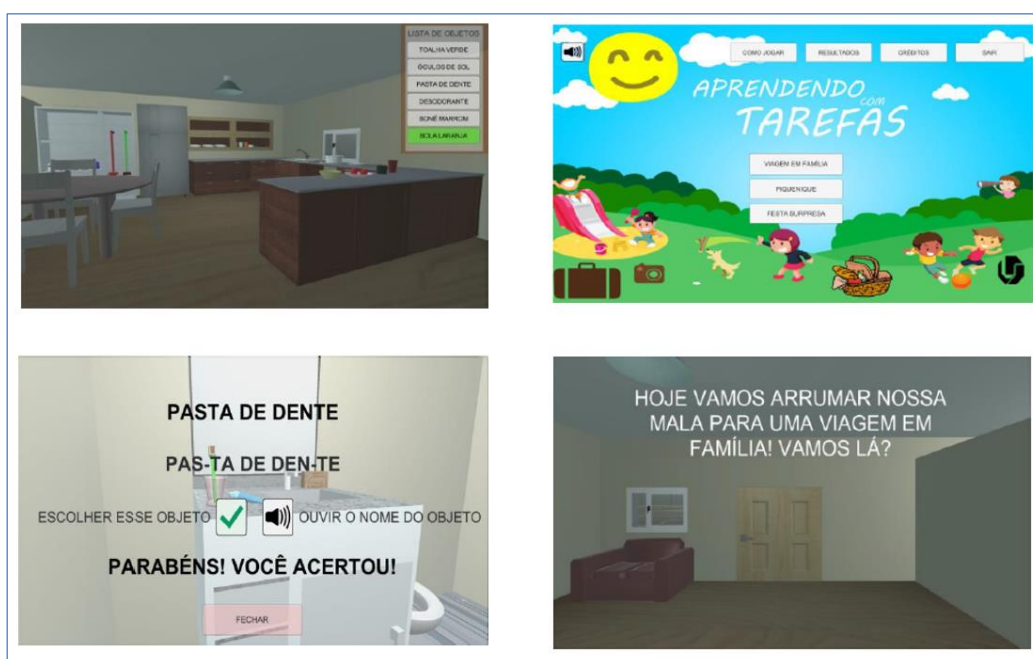 LISTA DE OBJETOS
TOALHA VERDE
ÓCULOS DE SOL
PASTA DE DENTE
DESODORANTE
BONÉ MARROM
BOLA LARANJA
COMO JOGAR
RESULTADOS
CRÉDITOS
SAIR
APRENDENDO
com
TAREFAS
VIAGEM EM FAMÍLIA
PIQUENIQUE
FESTA SURPRESA
PASTA DE DENTE
PAS-TA DE DEN-TE
ESCOLHER ESSE OBJETO
OUVIR O NOME DO OBJETO
PARABÉNS! VOCÊ ACERTOU!
FECHAR
HOJE VAMOS ARRUMAR NOSSA
MALA PARA UMA VIAGEM EM
FAMÍLIA! VAMOS LÁ?